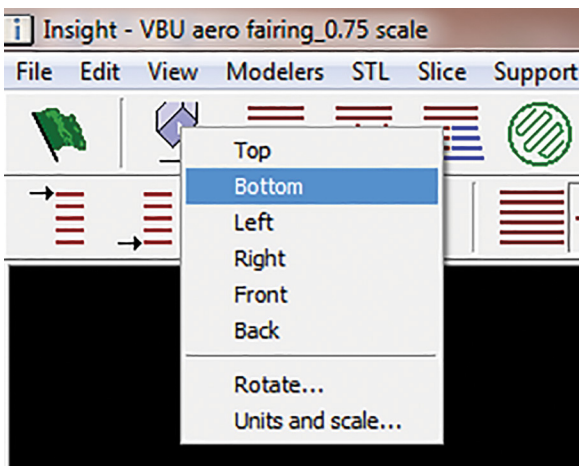 i Insight - VBU aero fairing_0.75 scale
File Edit View Modelers STL Slice Support
Top
Bottom
Left
Right
Front
Back
Rotate...
Units and scale...